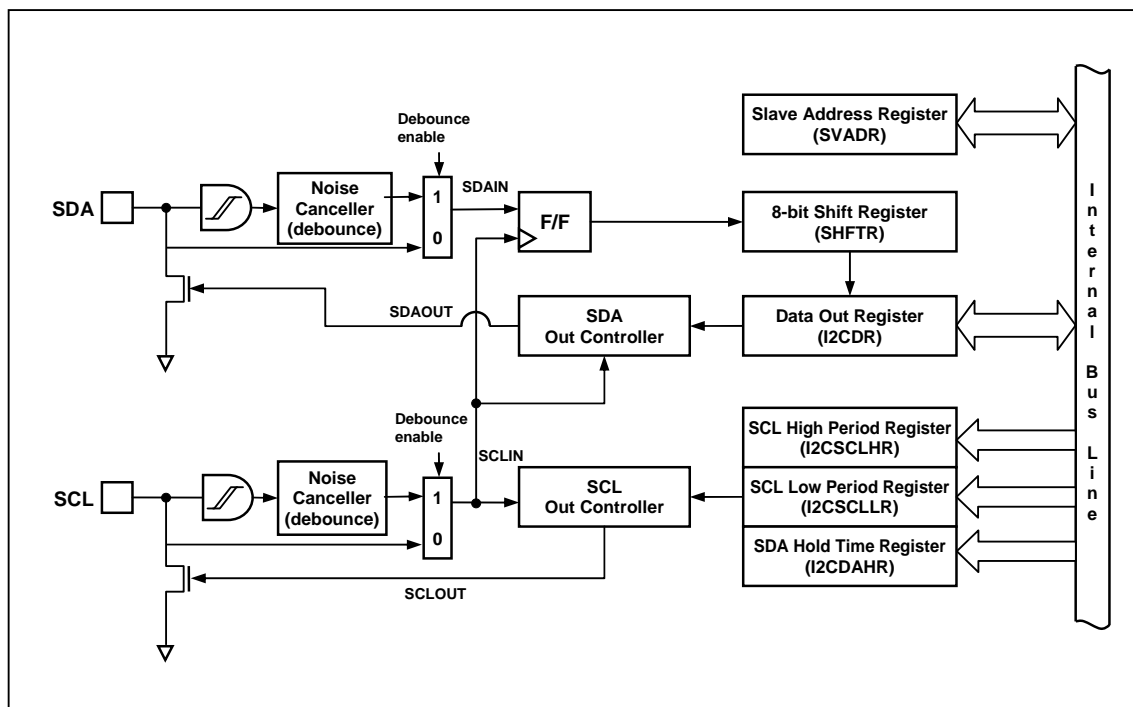 Slave Address Register
(SVADR)
Debounce
enable
SDA
Noise
Canceller
(debounce)
1
0
SDAIN
F/F
8-bit Shift Register
(SHFTR)
SDAOUT
SDA
Out Controller
Data Out Register
(I2CDR)
Debounce
enable
SCL
Noise
Canceller
(debounce)
1
0
SCLIN
SCL
Out Controller
SCL High Period Register
(I2CSCLHR)
SCL Low Period Register
(I2CSCLLR)
SDA Hold Time Register
(I2CDAHR)
SCLOUT
Internal Bus Line